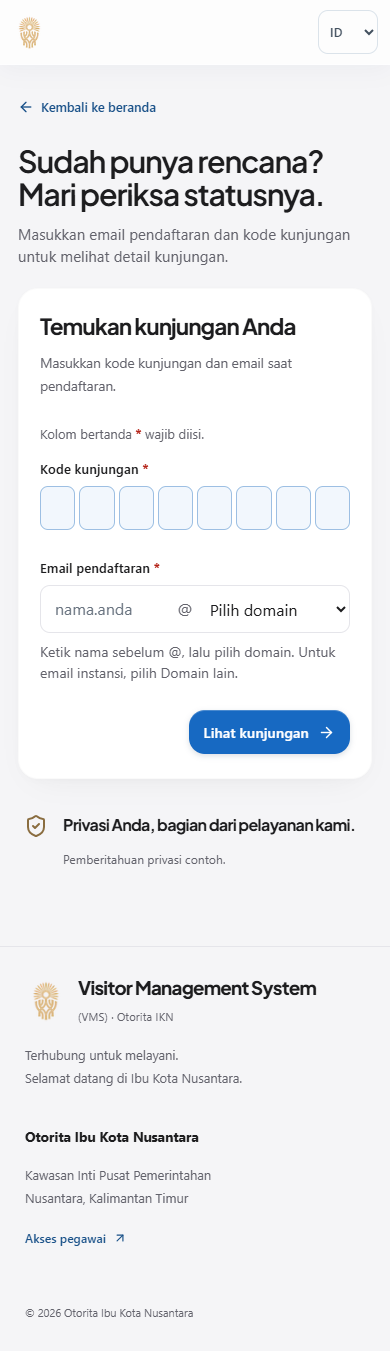 ID
Kembali ke beranda
Sudah punya rencana?
Mari periksa statusnya.
Masukkan email pendaftaran dan kode kunjungan
untuk melihat detail kunjungan.
Temukan kunjungan Anda
Masukkan kode kunjungan dan email saat
pendaftaran.
Kolom bertanda * wajib diisi.
Kode kunjungan *
Email pendaftaran *
nama.anda @ Pilih domain
Ketik nama sebelum @, lalu pilih domain. Untuk
email instansi, pilih Domain lain.
Lihat kunjungan
Privasi Anda, bagian dari pelayanan kami.
Pemberitahuan privasi contoh.
Visitor Management System
(VMS) · Otorita IKN
Terhubung untuk melayani.
Selamat datang di Ibu Kota Nusantara.
Otorita Ibu Kota Nusantara
Kawasan Inti Pusat Pemerintahan
Nusantara, Kalimantan Timur
Akses pegawai
© 2026 Otorita Ibu Kota Nusantara